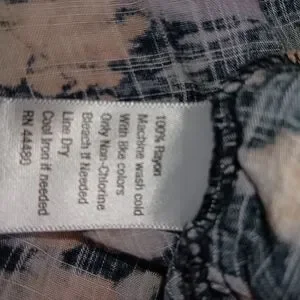 100% Rayon
Machine wash cold
With like colors
Only Non-Chlorine
Bleach If Needed
Line Dry
Cool Iron if needed
RN 44480